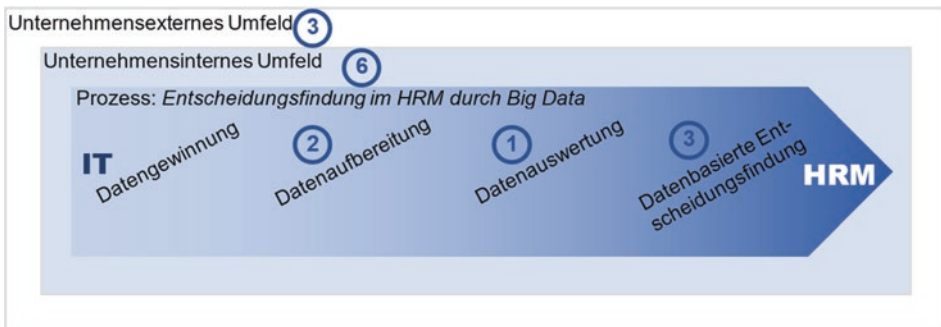 Unternehmensexternes Umfeld 3
Unternehmensinternes Umfeld 6
Prozess: Entscheidungsfindung im HRM durch Big Data
IT
Datengewinnung
2
Datenaufbereitung
1
Datenauswertung
3
Datenbasierte Ent-
scheidungsfindung
HRM